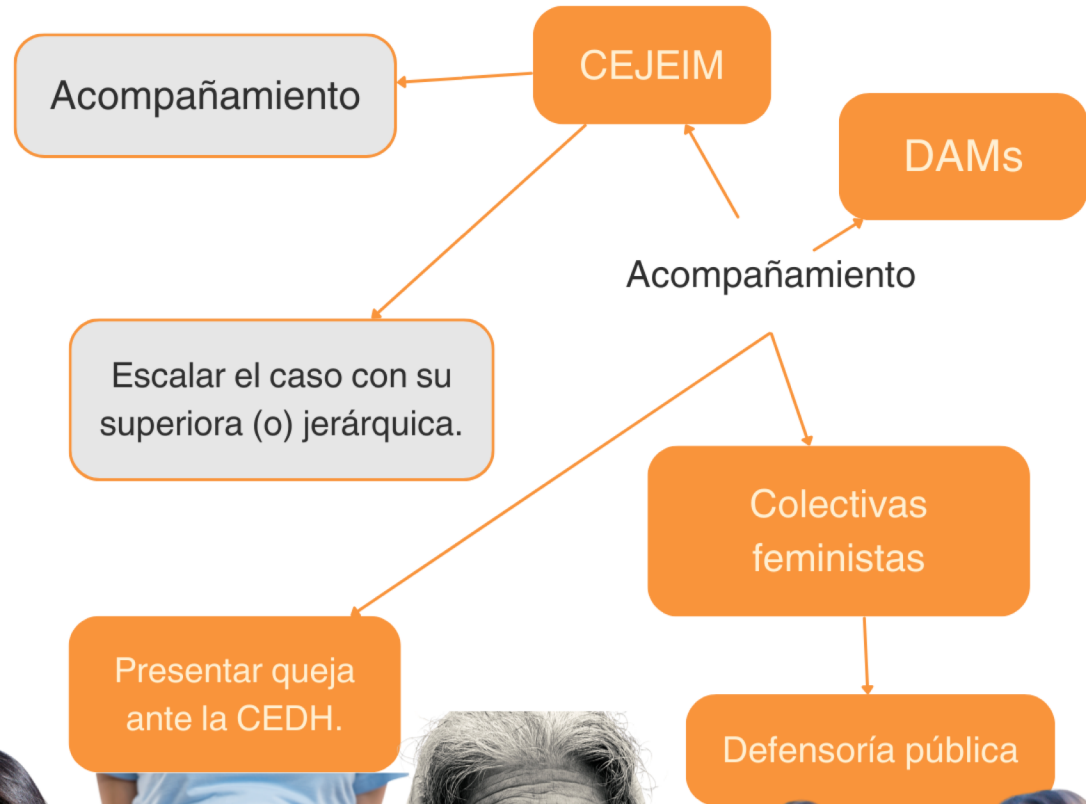 CEJEIM
Acompañamiento
DAMs
Acompañamiento
Escalar el caso con su
superiora (o) jerárquica.
Colectivas
feministas
Presentar queja
ante la CEDH.
Defensoría pública